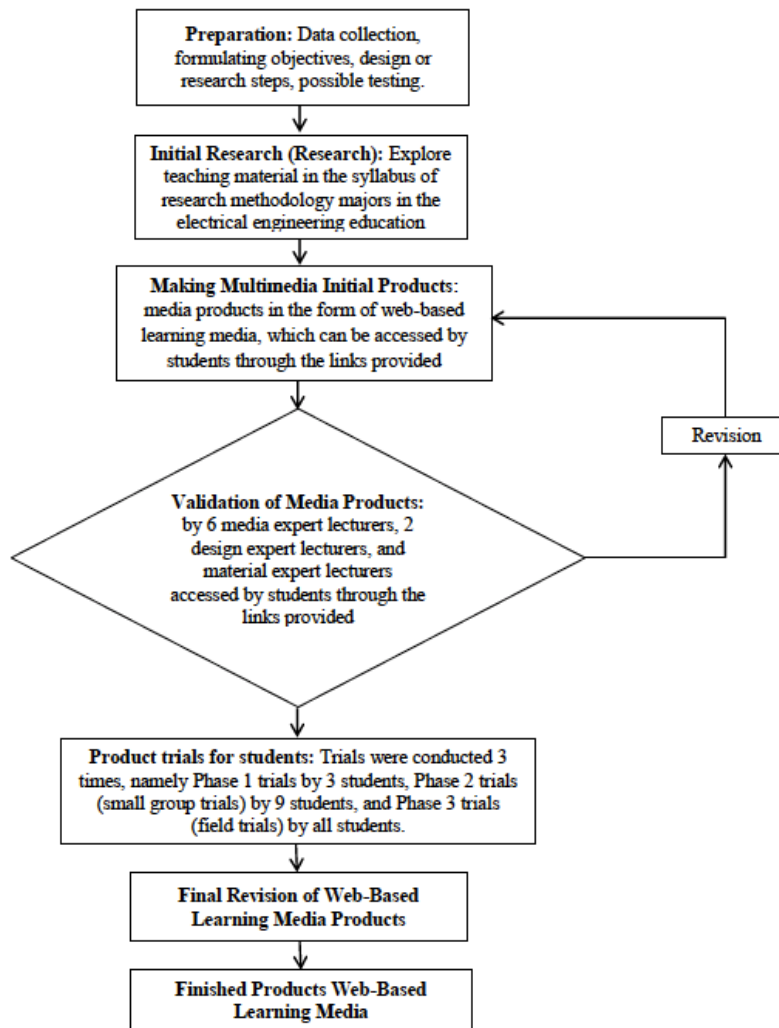 Preparation: Data collection,
formulating objectives, design or
research steps, possible testing.
Initial Research (Research): Explore
teaching material in the syllabus of
research methodology majors in the
electrical engineering education
Making Multimedia Initial Products:
media products in the form of web-based
learning media, which can be accessed by
students through the links provided
Revision
Validation of Media Products:
by 6 media expert lecturers, 2
design expert lecturers, and
material expert lecturers
accessed by students through the
links provided
Product trials for students: Trials were conducted 3
times, namely Phase 1 trials by 3 students, Phase 2 trials
(small group trials) by 9 students, and Phase 3 trials
(field trials) by all students.
Final Revision of Web-Based
Learning Media Products
Finished Products Web-Based
Learning Media